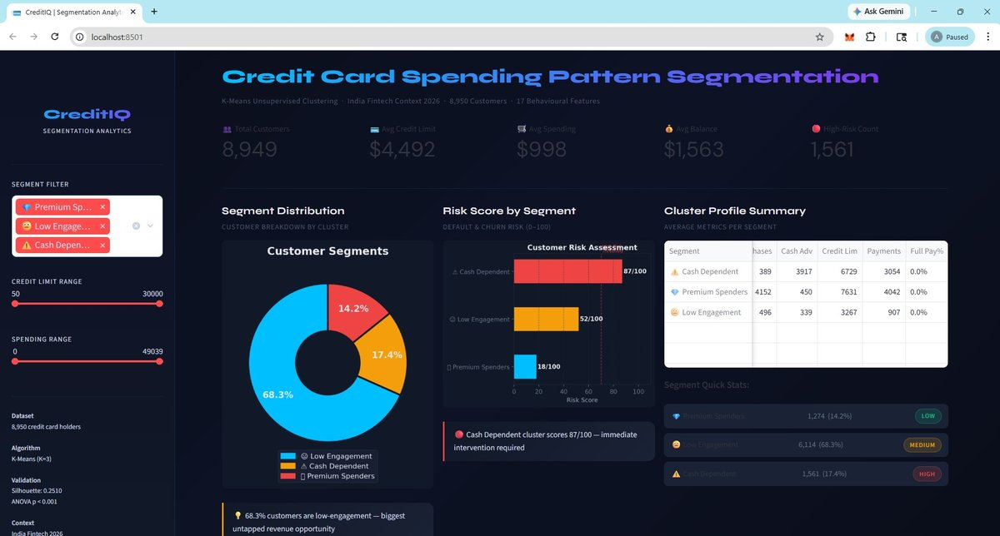 CreditIQ | Segmentation Analyt
Ask Gemini
localhost:8501
A Paused
CreditIQ
SEGMENTATION ANALYTICS
SEGMENT FILTER
💎 Premium Sp... ×
😴 Low Engage... ×
⚠️ Cash Depen... ×
CREDIT LIMIT RANGE
50 30000
SPENDING RANGE
0 49039
Dataset
8,950 credit card holders
Algorithm
K-Means (K=3)
Validation
Silhouette: 0.2510
ANOVA p < 0.001
Context
India Fintech 2026
Credit Card Spending Pattern Segmentation
K-Means Unsupervised Clustering · India Fintech Context 2026 · 8,950 Customers · 17 Behavioural Features
Total Customers
8,949
Avg Credit Limit
$4,492
Avg Spending
$998
Avg Balance
$1,563
High-Risk Count
1,561
Segment Distribution
CUSTOMER BREAKDOWN BY CLUSTER
Customer Segments
14.2%
17.4%
68.3%
Low Engagement
⚠ Cash Dependent
Premium Spenders
💡 68.3% customers are low-engagement — biggest
untapped revenue opportunity
Risk Score by Segment
DEFAULT & CHURN RISK (0–100)
Customer Risk Assessment
⚠ Cash Dependent 87/100
Low Engagement 52/100
Premium Spenders 18/100
0 20 40 60 80 100
Risk Score
🔴 Cash Dependent cluster scores 87/100 — immediate
intervention required
Cluster Profile Summary
AVERAGE METRICS PER SEGMENT
Segment hases Cash Adv Credit Lim Payments Full Pay%
⚠️ Cash Dependent 389 3917 6729 3054 0.0%
💎 Premium Spenders 4152 450 7631 4042 0.0%
😴 Low Engagement 496 339 3267 907 0.0%
Segment Quick Stats:
💎 Premium Spenders 1,274 (14.2%) LOW
😴 Low Engagement 6,114 (68.3%) MEDIUM
⚠️ Cash Dependent 1,561 (17.4%) HIGH